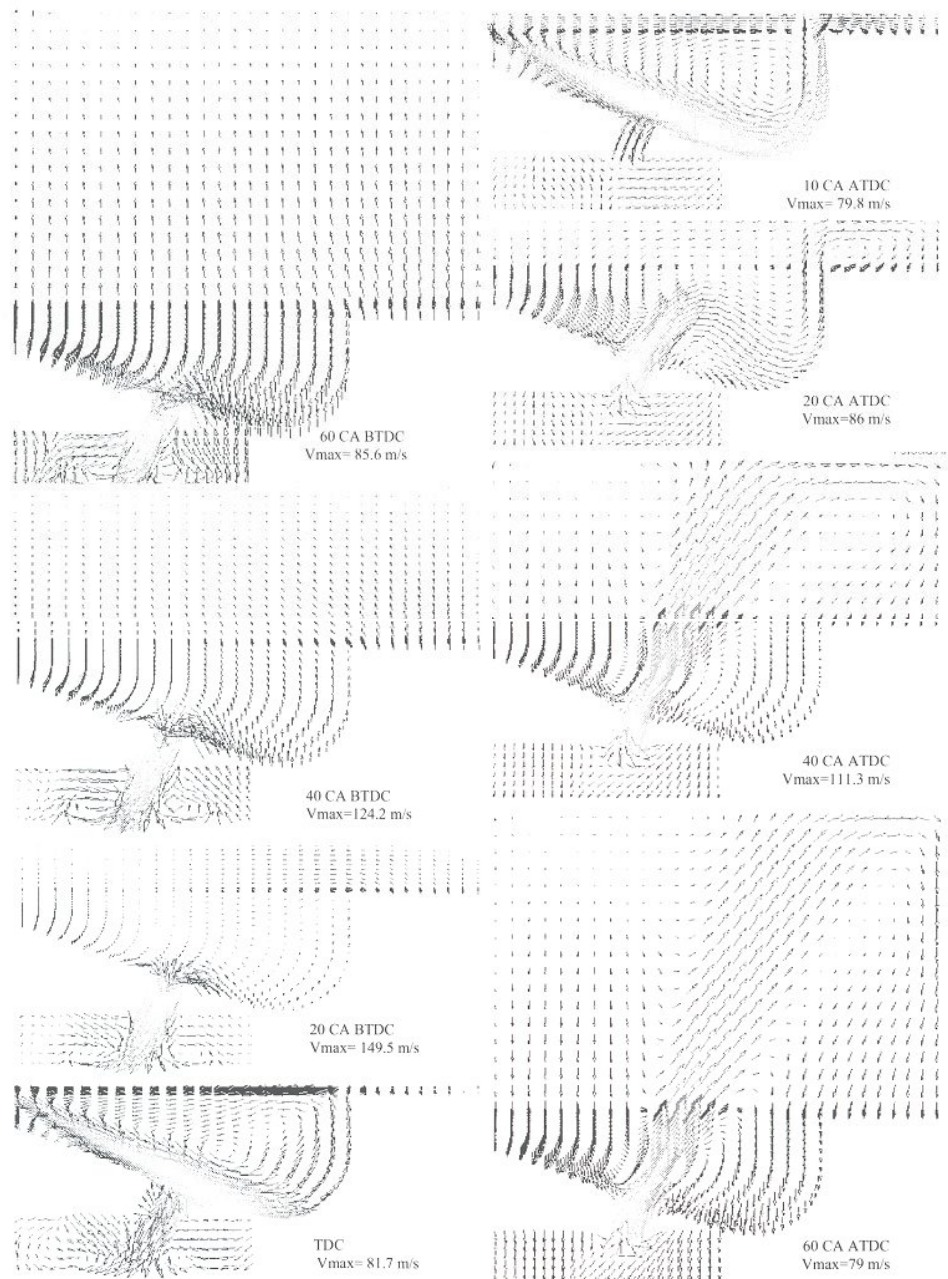 60 CA BTDC
Vmax= 85.6 m/s
40 CA BTDC
Vmax=124.2 m/s
20 CA BTDC
Vmax= 149.5 m/s
TDC
Vmax= 81.7 m/s
10 CA ATDC
Vmax= 79.8 m/s
20 CA ATDC
Vmax=86 m/s
40 CA ATDC
Vmax=111.3 m/s
60 CA ATDC
Vmax=79 m/s